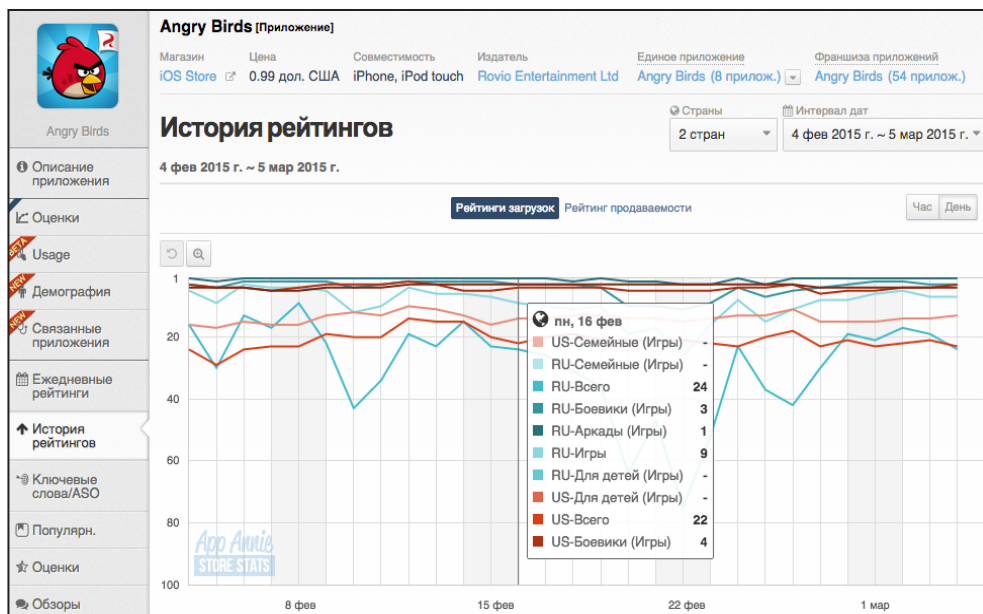 Angry Birds [Приложение]
Магазин Цена Совместимость Издатель Единое приложение Франшиза приложений
iOS Store 0.99 дол. США iPhone, iPod touch Rovio Entertainment Ltd Angry Birds (8 прилож.) Angry Birds (54 прилож.)
Angry Birds
История рейтингов
Страны Интервал дат
2 стран 4 фев 2015 г. ~ 5 мар 2015 г.
4 фев 2015 г. ~ 5 мар 2015 г.
Рейтинги загрузок Рейтинг продаваемости
Час День
Описание
приложения
Оценки
BETA
Usage
NEW
Демография
NEW
Связанные
приложения
Ежедневные
рейтинги
История
рейтингов
Ключевые
слова/ASO
Популярн.
Оценки
Обзоры
1
20
40
60
80
100
пн, 16 фев
US-Семейные (Игры) -
RU-Семейные (Игры) -
RU-Всего 24
RU-Боевики (Игры) 3
RU-Аркады (Игры) 1
RU-Игры 9
RU-Для детей (Игры) -
US-Для детей (Игры) -
US-Всего 22
US-Боевики (Игры) 4
App Annie
STORE STATS
8 фев 15 фев 22 фев 1 мар